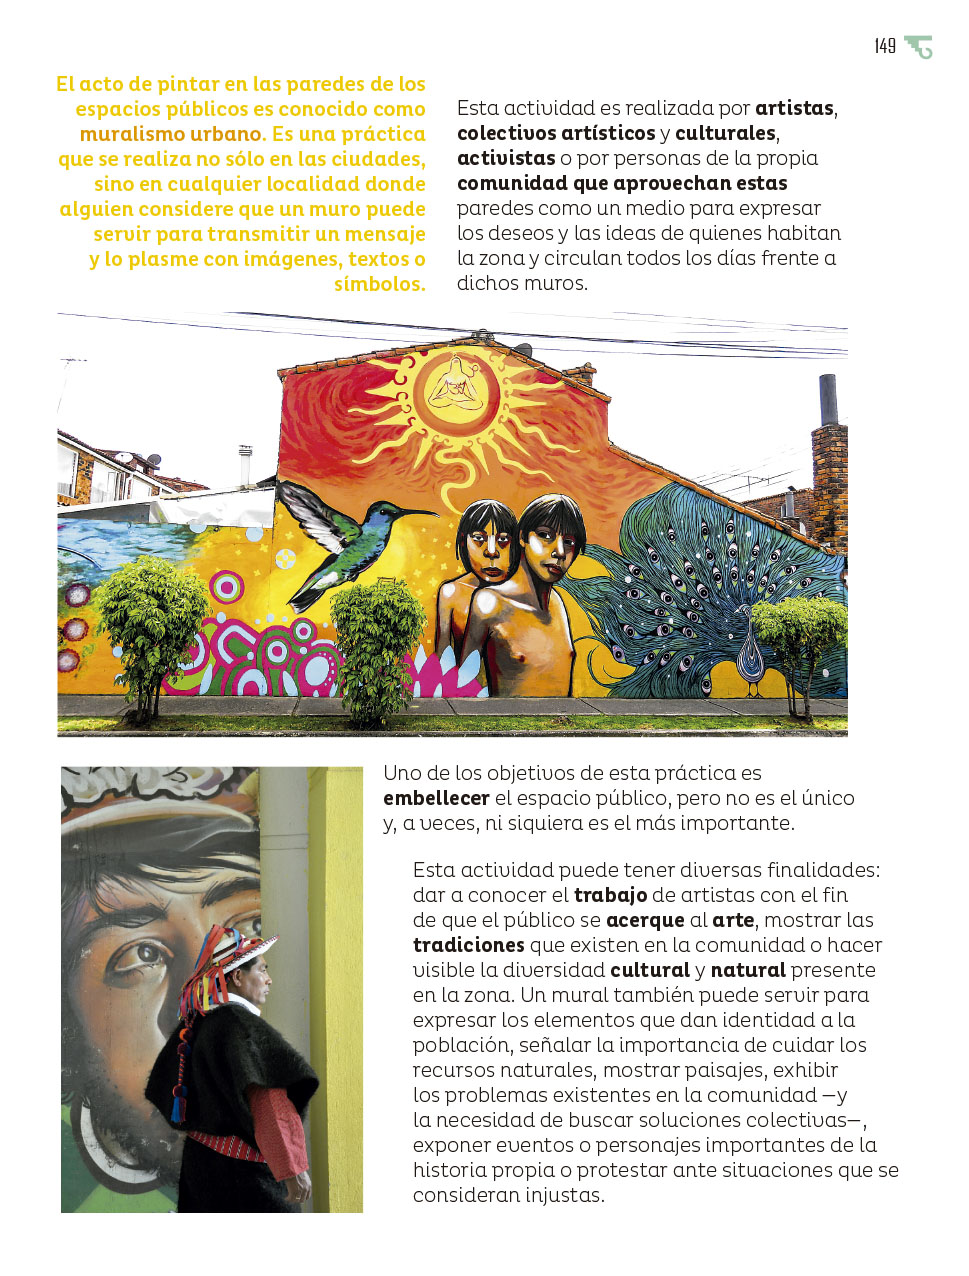 149
El acto de pintar en las paredes de los
espacios públicos es conocido como
muralismo urbano. Es una práctica
que se realiza no sólo en las ciudades,
sino en cualquier localidad donde
alguien considere que un muro puede
servir para transmitir un mensaje
y lo plasme con imágenes, textos o
símbolos.
Esta actividad es realizada por artistas,
colectivos artísticos y culturales,
activistas o por personas de la propia
comunidad que aprovechan estas
paredes como un medio para expresar
los deseos y las ideas de quienes habitan
la zona y circulan todos los días frente a
dichos muros.
Uno de los objetivos de esta práctica es
embellecer el espacio público, pero no es el único
y, a veces, ni siquiera es el más importante.
Esta actividad puede tener diversas finalidades:
dar a conocer el trabajo de artistas con el fin
de que el público se acerque al arte, mostrar las
tradiciones que existen en la comunidad o hacer
visible la diversidad cultural y natural presente
en la zona. Un mural también puede servir para
expresar los elementos que dan identidad a la
población, señalar la importancia de cuidar los
recursos naturales, mostrar paisajes, exhibir
los problemas existentes en la comunidad —y
la necesidad de buscar soluciones colectivas—,
exponer eventos o personajes importantes de la
historia propia o protestar ante situaciones que se
consideran injustas.